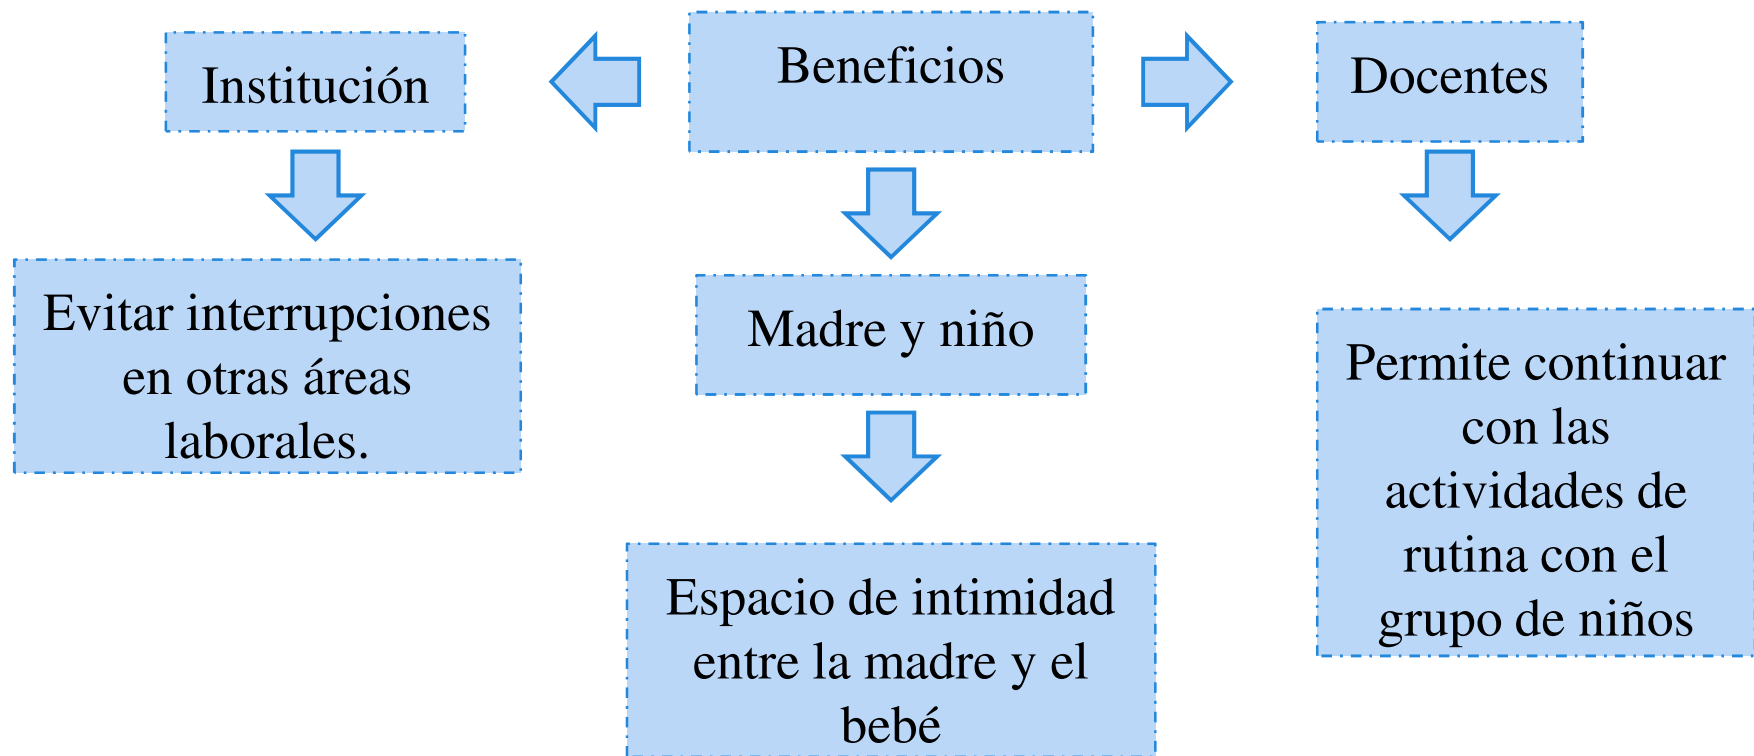 Beneficios
Institución
Docentes
Evitar interrupciones
en otras áreas
laborales.
Madre y niño
Espacio de intimidad
entre la madre y el
bebé
Permite continuar
con las
actividades de
rutina con el
grupo de niños